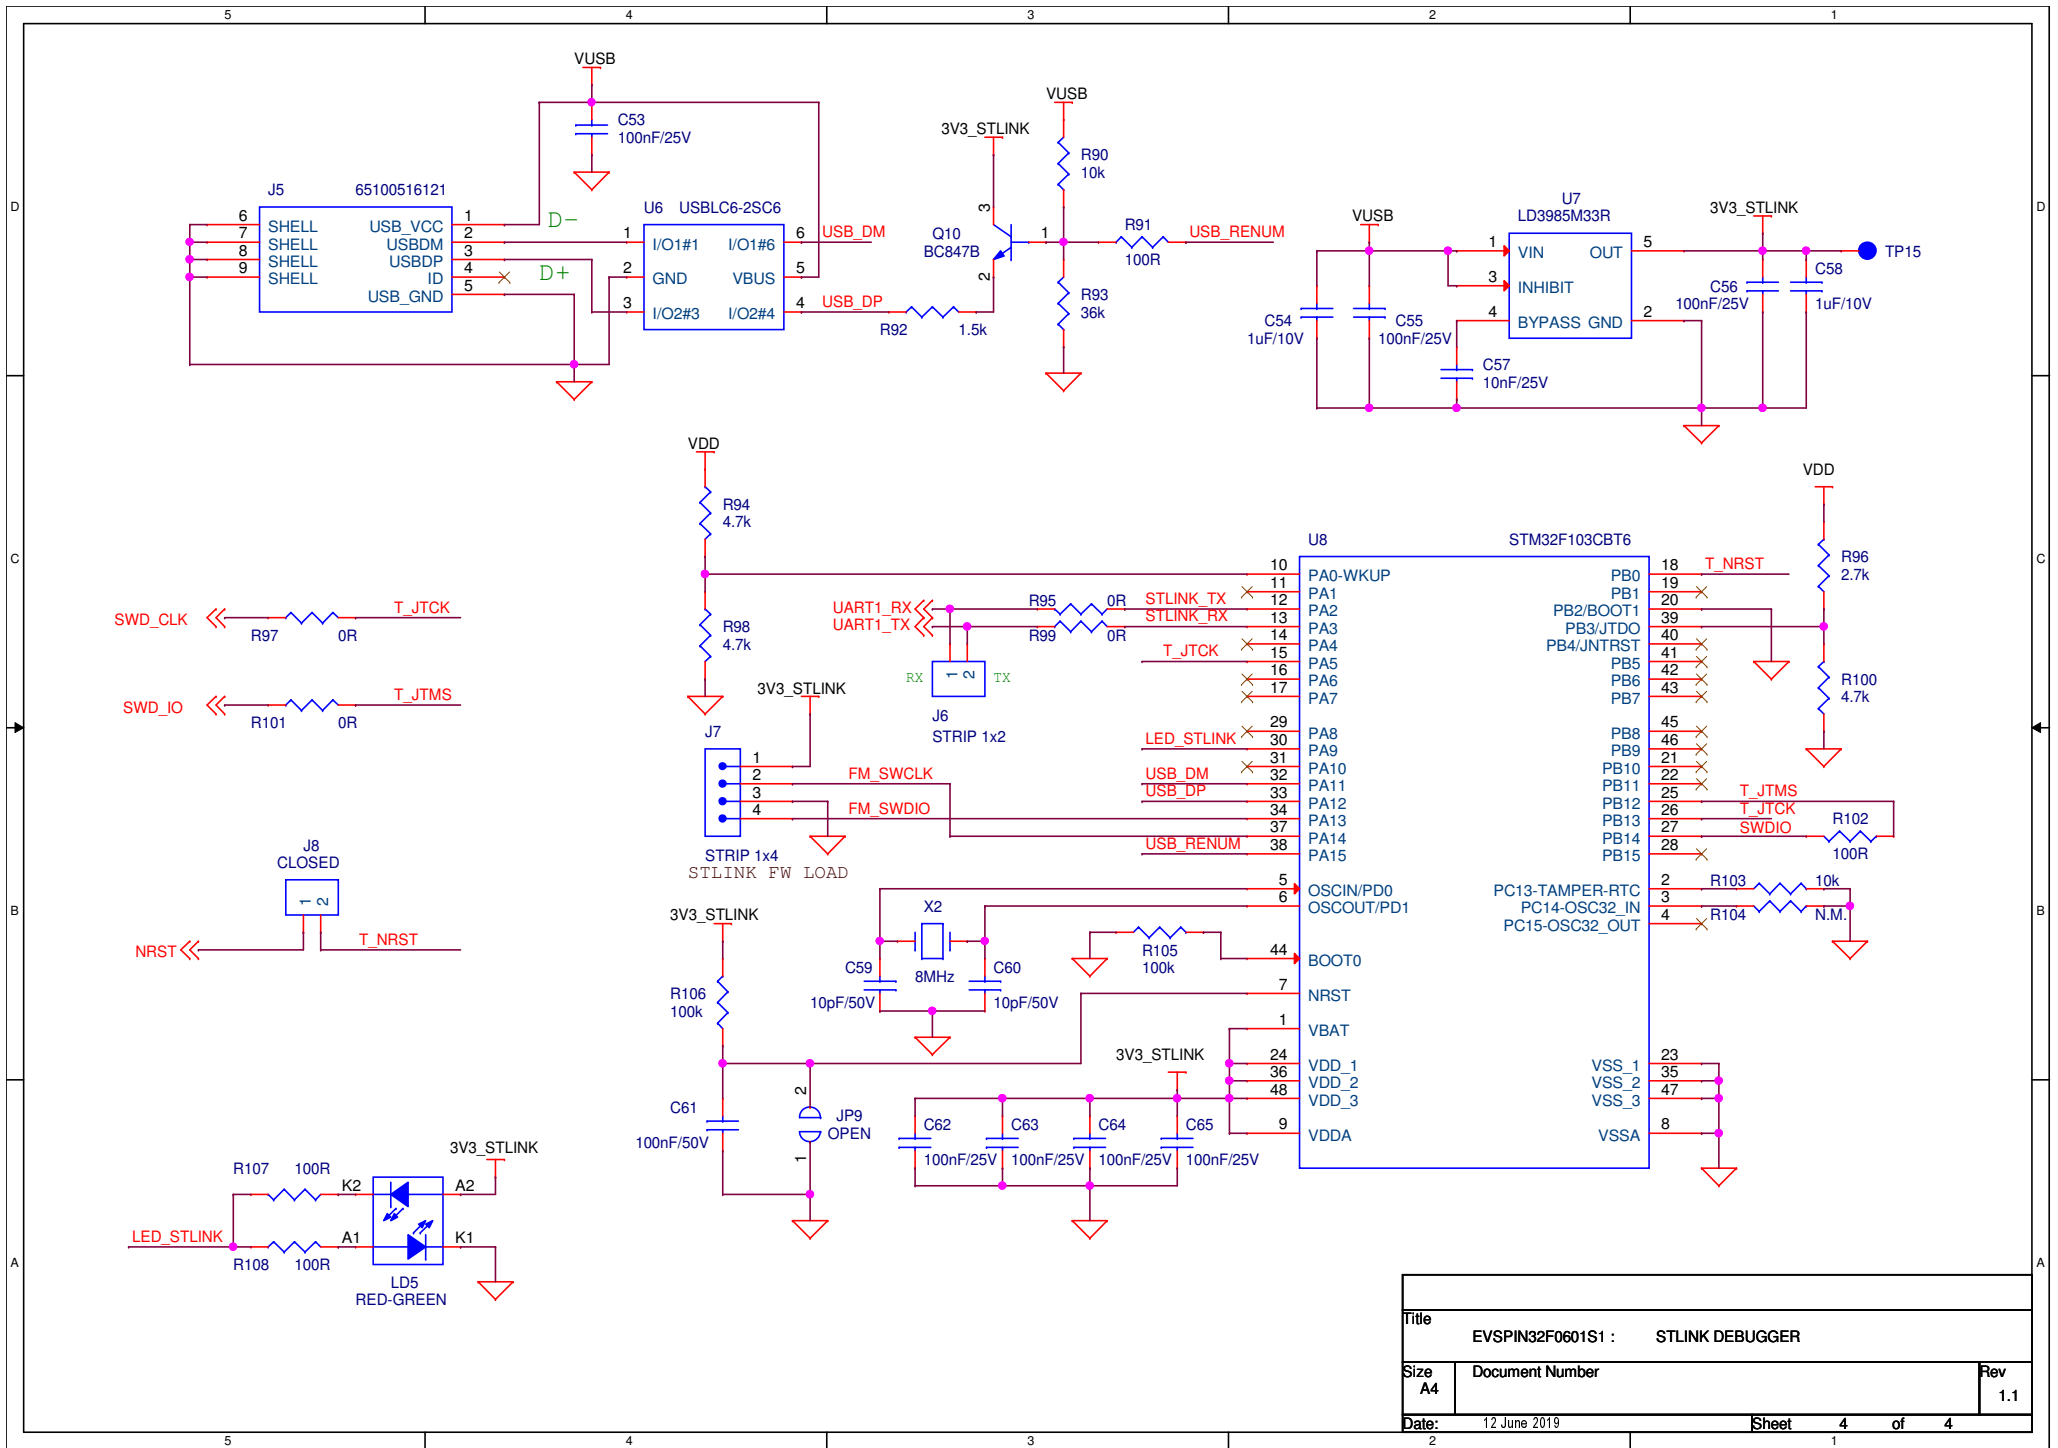 5 4 3 2 1
D
C
B
A
VUSB
C53
100nF/25V
J5 65100516121
6 SHELL
7 SHELL
8 SHELL
9 SHELL
USB_VCC 1
USBDM 2
USBDP 3
ID 4
USB_GND 5
D-
D+
U6 USBLC6-2SC6
1 I/O1#1 I/O1#6 6 USB_DM
2 GND VBUS 5
3 I/O2#3 I/O2#4 4 USB_DP
R92 1.5k
3V3_STLINK
Q10
BC847B
3
1
2
VUSB
R90
10k
R91
100R
USB_RENUM
R93
36k
U7
LD3985M33R
VUSB
1 VIN OUT 5
3 INHIBIT
4 BYPASS GND 2
3V3_STLINK
TP15
C54
1uF/10V
C55
100nF/25V
C57
10nF/25V
C56
100nF/25V
C58
1uF/10V
SWD_CLK
R97 0R
T_JTCK
SWD_IO
R101 0R
T_JTMS
J8
CLOSED
1 2
NRST
T_NRST
VDD
R94
4.7k
R98
4.7k
UART1_RX
UART1_TX
R95 0R
R99 0R
STLINK_TX
STLINK_RX
RX 1 2 TX
J6
STRIP 1x2
T_JTCK
3V3_STLINK
J7
1
2
3
4
FM_SWCLK
FM_SWDIO
STRIP 1x4
STLINK FW LOAD
LED_STLINK
USB_DM
USB_DP
USB_RENUM
U8 STM32F103CBT6
10 PA0-WKUP
11 PA1
12 PA2
13 PA3
14 PA4
15 PA5
16 PA6
17 PA7
29 PA8
30 PA9
31 PA10
32 PA11
33 PA12
34 PA13
37 PA14
38 PA15
5 OSCIN/PD0
6 OSCOUT/PD1
44 BOOT0
7 NRST
1 VBAT
24 VDD_1
36 VDD_2
48 VDD_3
9 VDDA
PB0 18 T_NRST
PB1 19
PB2/BOOT1 20
PB3/JTDO 39
PB4/JNTRST 40
PB5 41
PB6 42
PB7 43
PB8 45
PB9 46
PB10 21
PB11 22
PB12 25 T_JTMS
PB13 26 T_JTCK
PB14 27 SWDIO
PB15 28
PC13-TAMPER-RTC 2
PC14-OSC32_IN 3
PC15-OSC32_OUT 4
VSS_1 23
VSS_2 35
VSS_3 47
VSSA 8
VDD
R96
2.7k
R100
4.7k
R102
100R
R103 10k
R104 N.M.
X2
8MHz
C59
10pF/50V
C60
10pF/50V
R105
100k
3V3_STLINK
R106
100k
C61
100nF/50V
2
JP9
OPEN
1
3V3_STLINK
C62
100nF/25V
C63
100nF/25V
C64
100nF/25V
C65
100nF/25V
LED_STLINK
R107 100R
R108 100R
K2 A2
A1 K1
3V3_STLINK
LD5
RED-GREEN
Title
EVSPIN32F0601S1 : STLINK DEBUGGER
Size
A4
Document Number
Rev
1.1
Date: 12 June 2019 Sheet 4 of 4
D
C
B
A
5 4 3 2 1